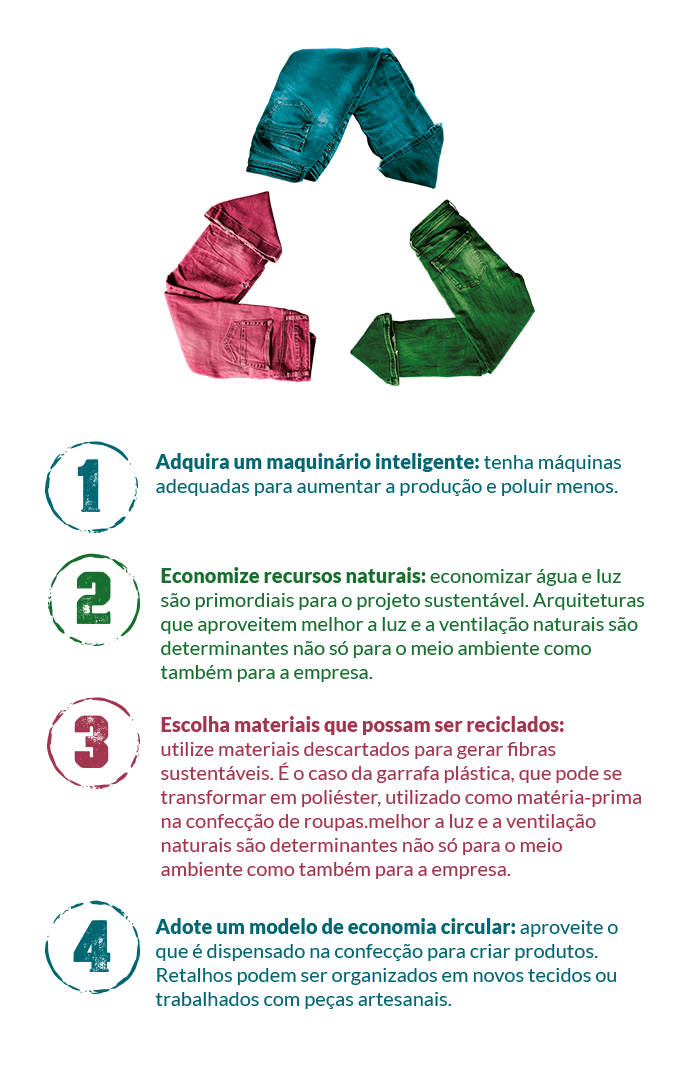 1
Adquira um maquinário inteligente: tenha máquinas
adequadas para aumentar a produção e poluir menos.
2
Economize recursos naturais: economizar água e luz
são primordiais para o projeto sustentável. Arquiteturas
que aproveitem melhor a luz e a ventilação naturais são
determinantes não só para o meio ambiente como
também para a empresa.
3
Escolha materiais que possam ser reciclados:
utilize materiais descartados para gerar fibras
sustentáveis. É o caso da garrafa plástica, que pode se
transformar em poliéster, utilizado como matéria-prima
na confecção de roupas.melhor a luz e a ventilação
naturais são determinantes não só para o meio
ambiente como também para a empresa.
4
Adote um modelo de economia circular: aproveite o
que é dispensado na confecção para criar produtos.
Retalhos podem ser organizados em novos tecidos ou
trabalhados com peças artesanais.